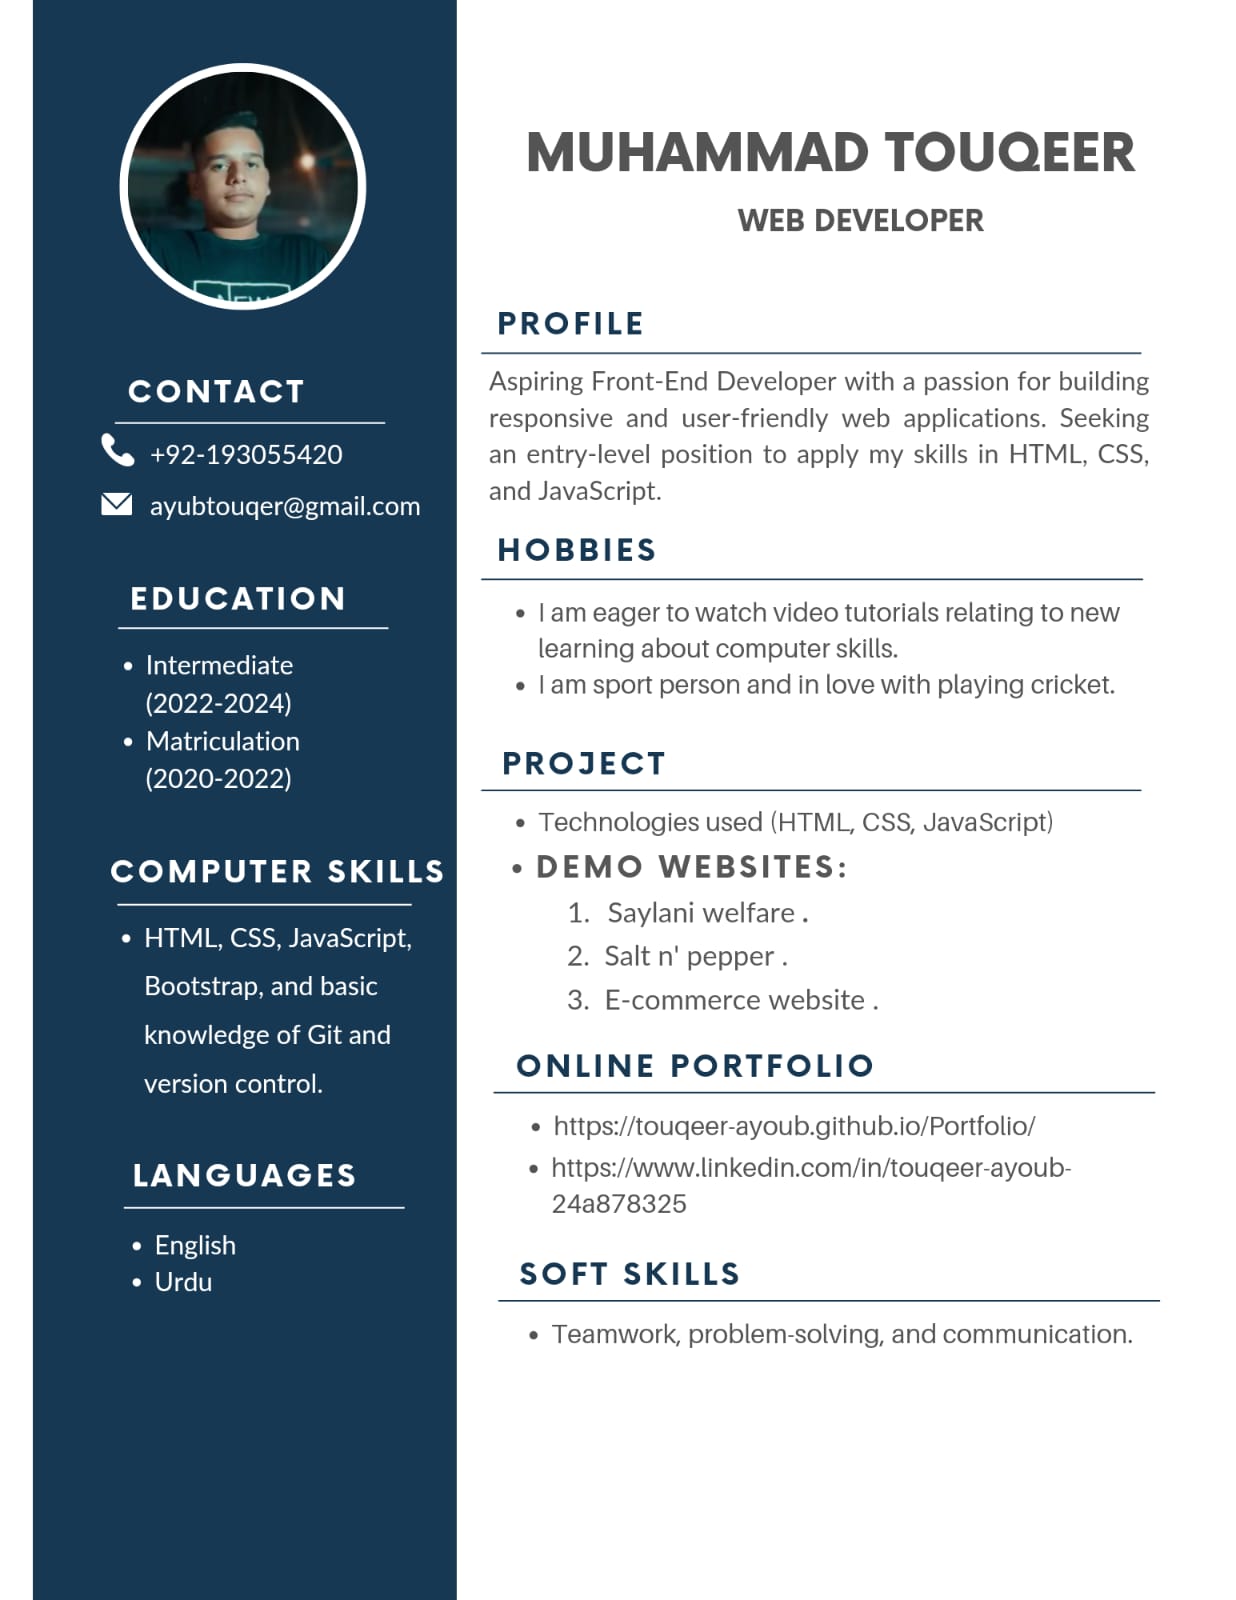 MUHAMMAD TOUQEER
WEB DEVELOPER
CONTACT
+92-193055420
ayubtouqer@gmail.com
EDUCATION
• Intermediate
(2022-2024)
• Matriculation
(2020-2022)
COMPUTER SKILLS
• HTML, CSS, JavaScript,
Bootstrap, and basic
knowledge of Git and
version control.
LANGUAGES
• English
• Urdu
PROFILE
Aspiring Front-End Developer with a passion for building
responsive and user-friendly web applications. Seeking
an entry-level position to apply my skills in HTML, CSS,
and JavaScript.
HOBBIES
• I am eager to watch video tutorials relating to new
learning about computer skills.
• I am sport person and in love with playing cricket.
PROJECT
• Technologies used (HTML, CSS, JavaScript)
• DEMO WEBSITES:
1. Saylani welfare .
2. Salt n' pepper .
3. E-commerce website .
ONLINE PORTFOLIO
• https://touqeer-ayoub.github.io/Portfolio/
• https://www.linkedin.com/in/touqeer-ayoub-
24a878325
SOFT SKILLS
• Teamwork, problem-solving, and communication.